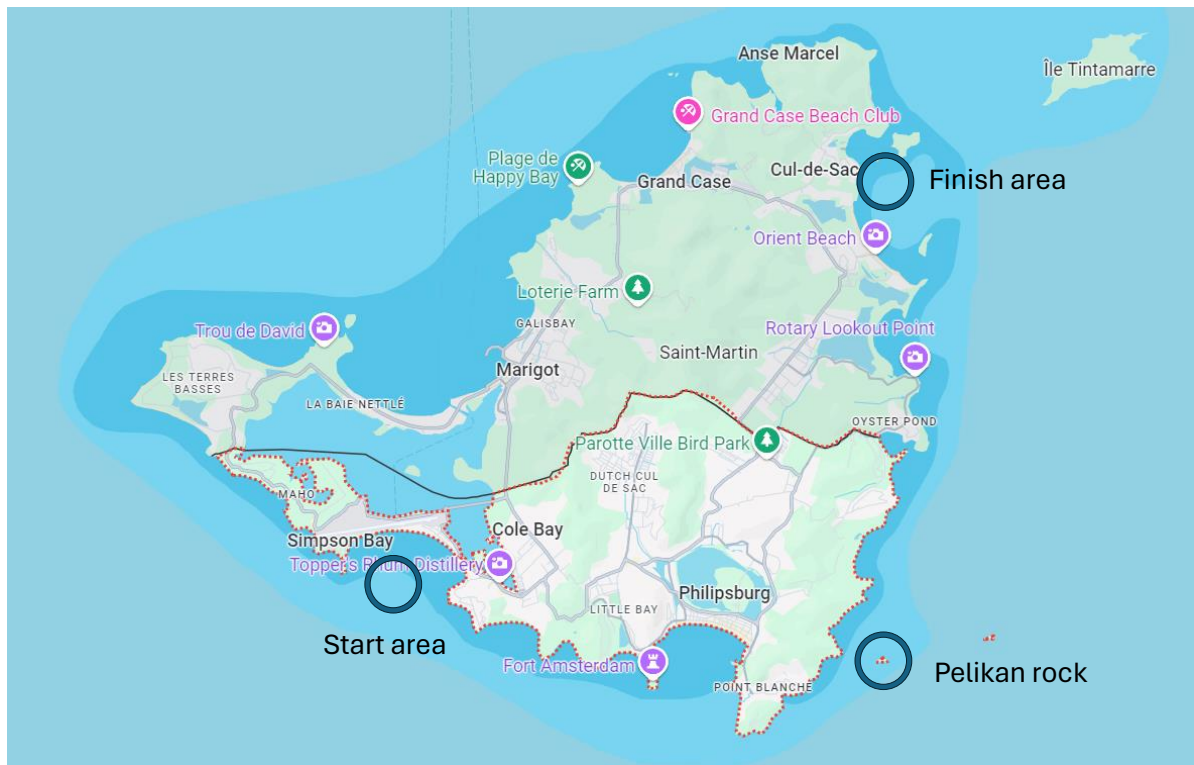 Anse Marcel
Île Tintamarre
Grand Case Beach Club
Plage de
Happy Bay
Cul-de-Sac
Grand Case
Finish area
Orient Beach
Loterie Farm
GALISBAY
Trou de David
Rotary Lookout Point
Saint-Martin
Marigot
LES TERRES
BASSES
LA BAIE NETTLÉ
OYSTER POND
Parotte Ville Bird Park
DUTCH CUL
DE SAC
MAHO
Cole Bay
Simpson Bay
Topper's Rhum Distillery
Philipsburg
LITTLE BAY
Start area
Fort Amsterdam
Pelikan rock
POINT BLANCHE